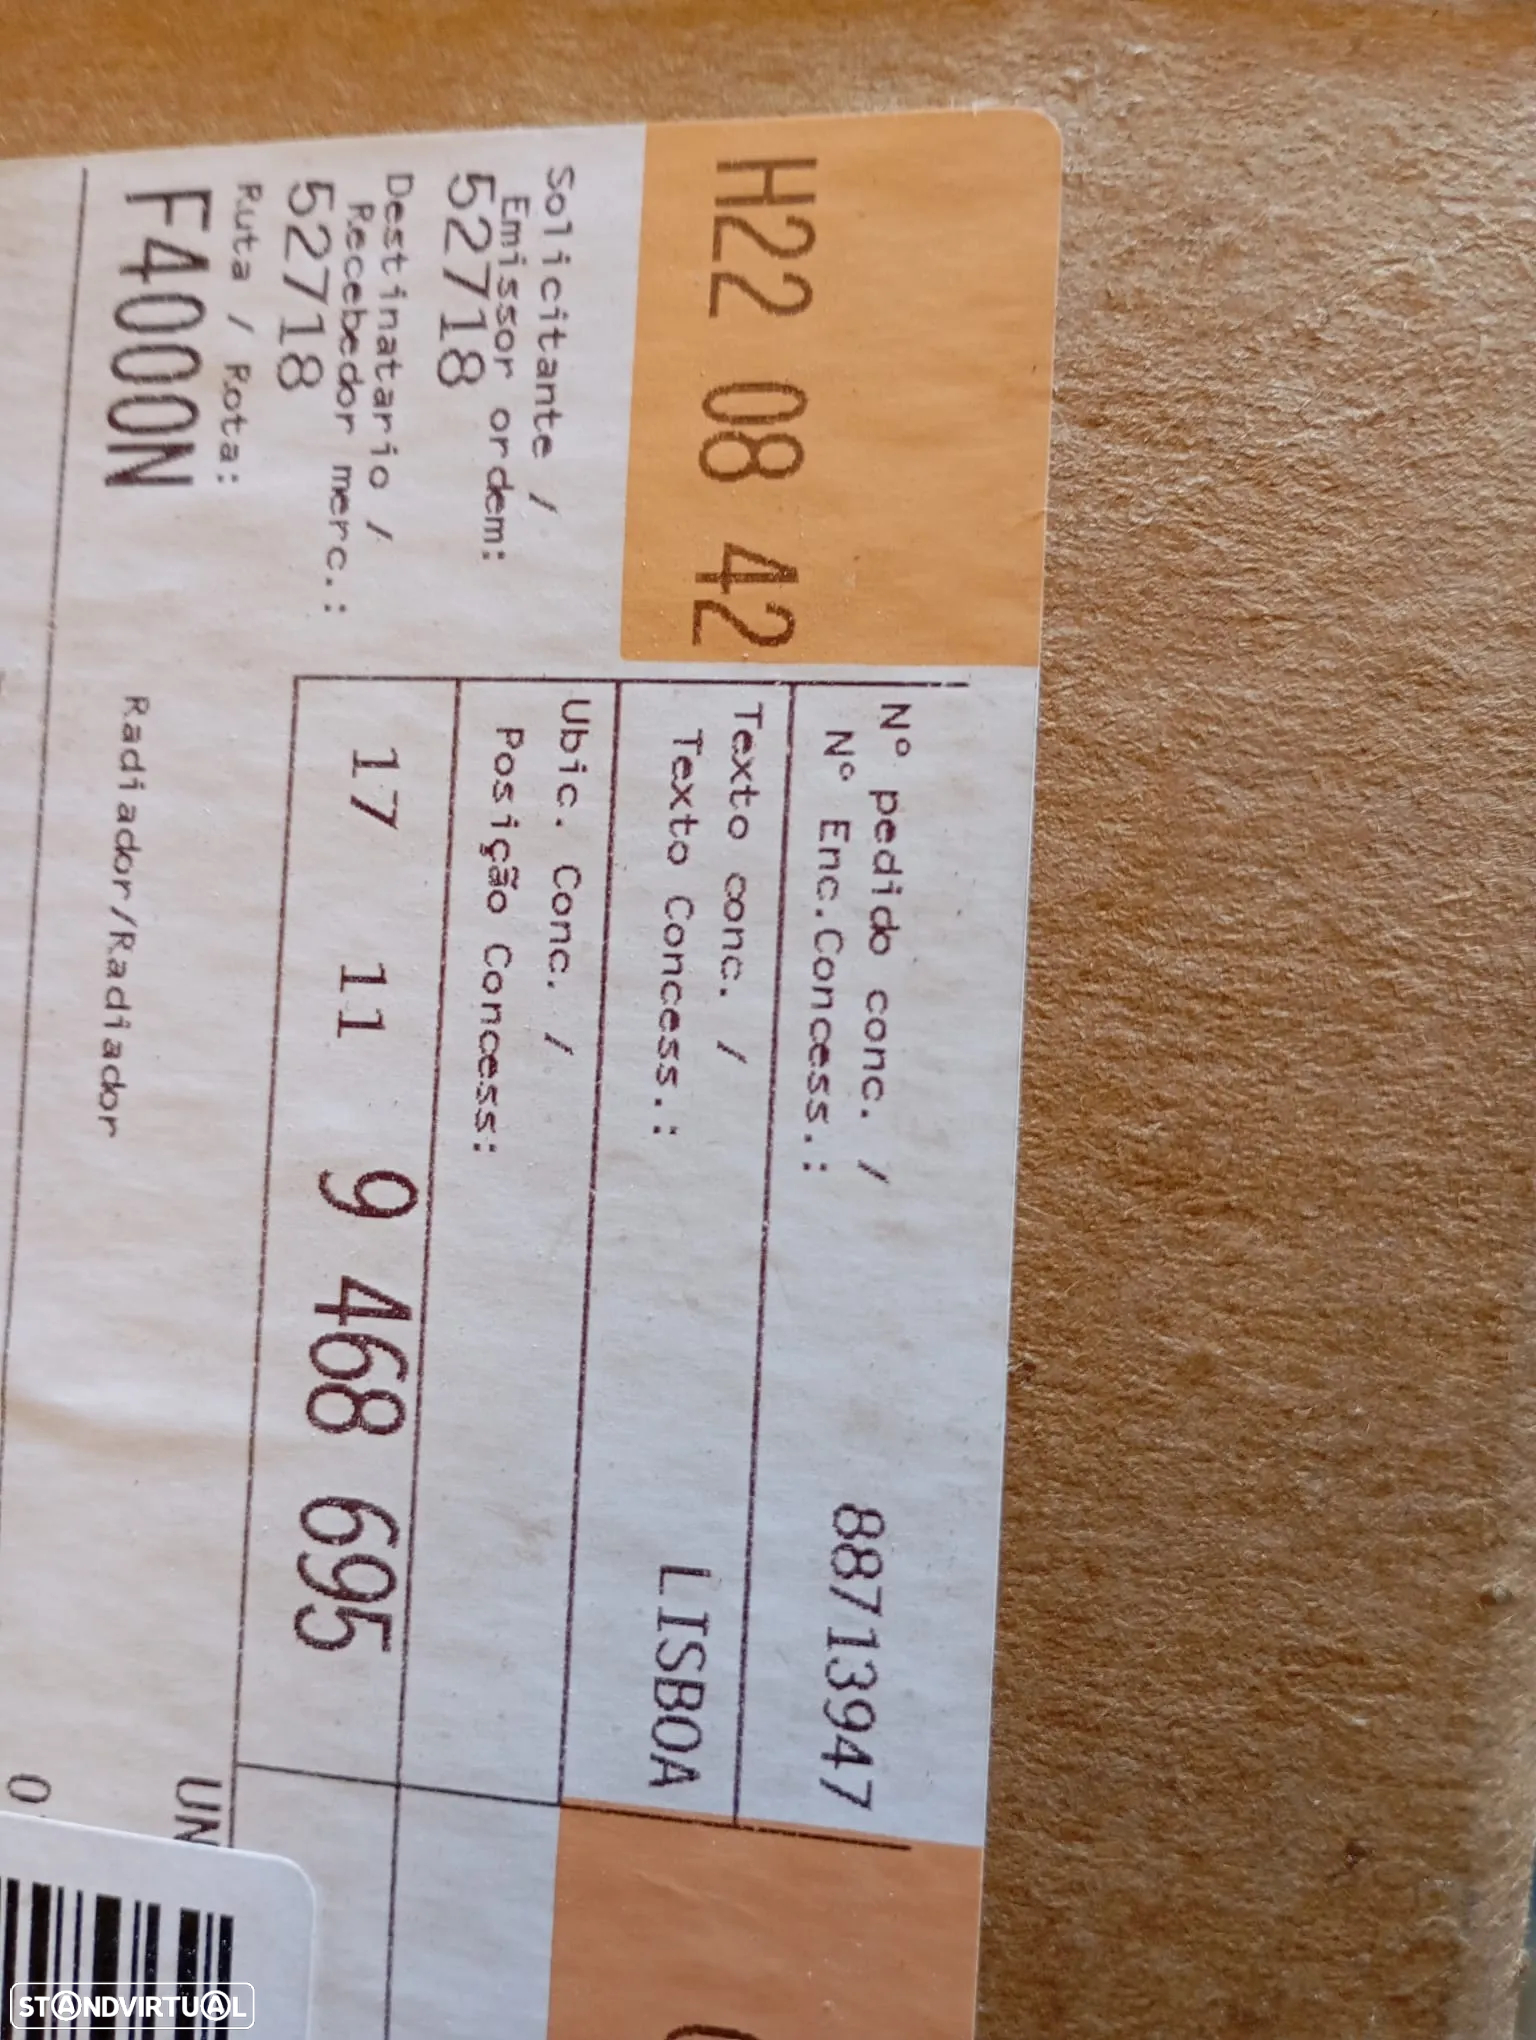 H22 08 42
Nº pedido conc. /
Nº Enc.Concess.:
88713947
Texto conc. /
Texto Concess.:
LISBOA
Solicitante /
Emissor ordem:
52718
Ubic. Conc. /
Posição Concess:
Destinatario /
Recebedor merc.:
52718
17 11 9 468 695
Ruta / Rota:
F4000N
Radiador/Radiador
UN
0
STANDVIRTUAL